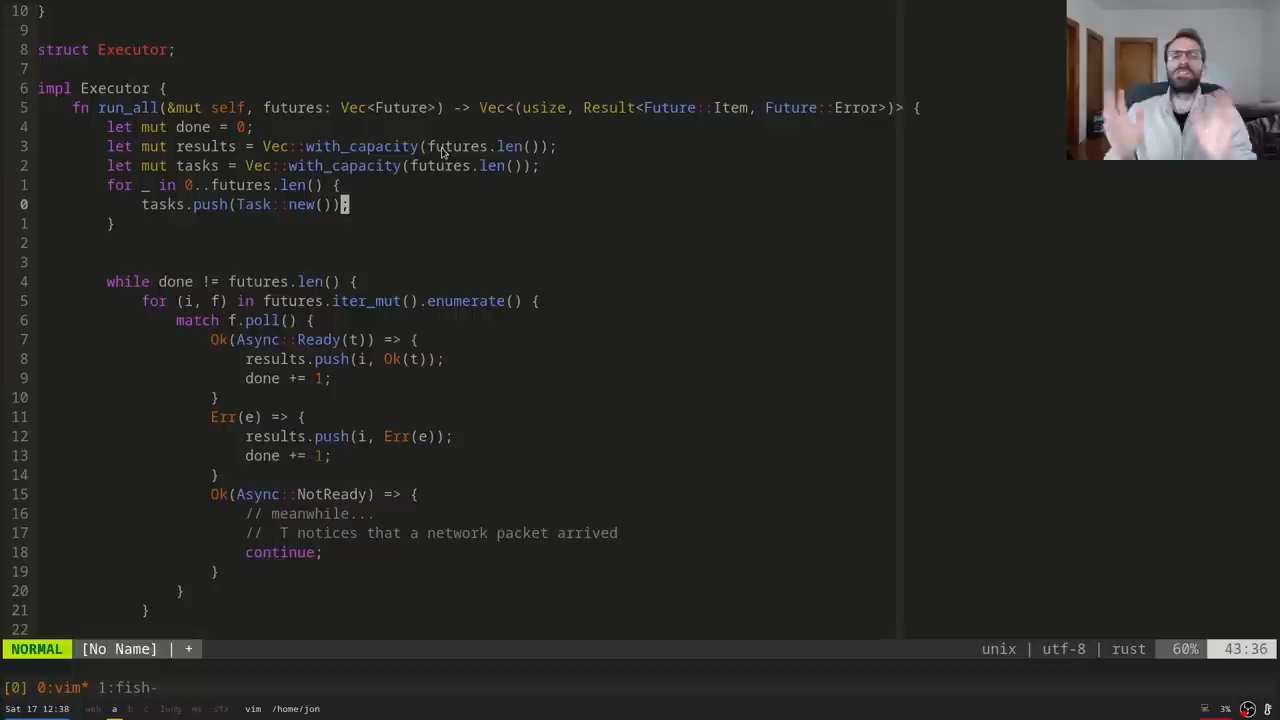 10 }
9
8 struct Executor;
7
6 impl Executor {
5     fn run_all(&mut self, futures: Vec<Future>) -> Vec<(usize, Result<Future::Item, Future::Error>)> {
4         let mut done = 0;
3         let mut results = Vec::with_capacity(futures.len());
2         let mut tasks = Vec::with_capacity(futures.len());
1         for _ in 0..futures.len() {
0             tasks.push(Task::new());
1         }
2
3
4         while done != futures.len() {
5             for (i, f) in futures.iter_mut().enumerate() {
6                 match f.poll() {
7                     Ok(Async::Ready(t)) => {
8                         results.push(i, Ok(t));
9                         done += 1;
10                     }
11                     Err(e) => {
12                         results.push(i, Err(e));
13                         done += 1;
14                     }
15                     Ok(Async::NotReady) => {
16                         // meanwhile...
17                         //  T notices that a network packet arrived
18                         continue;
19                     }
20                 }
21             }
22
NORMAL [No Name] | + unix | utf-8 | rust 60% 43:36
[0] 0:vim* 1:fish-
Sat 17 12:38 web a b c lung mx sfx vim /home/jon 3%